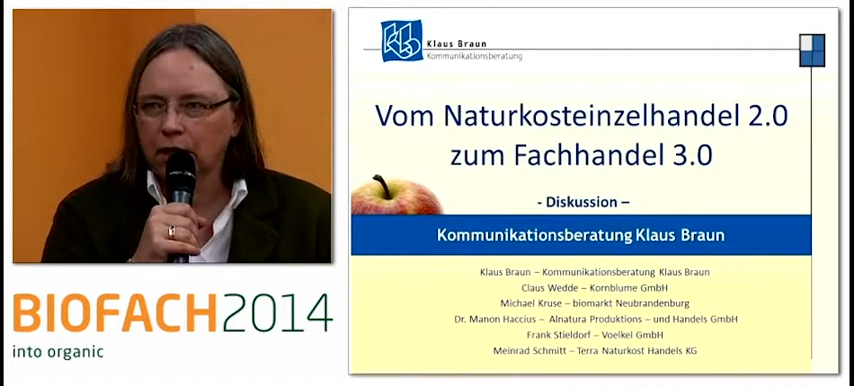 Klaus Braun
Kommunikationsberatung
Vom Naturkosteinzelhandel 2.0
zum Fachhandel 3.0
- Diskussion –
Kommunikationsberatung Klaus Braun
Klaus Braun – Kommunikationsberatung Klaus Braun
Claus Wedde – Kornblume GmbH
Michael Kruse – biomarkt Neubrandenburg
Dr. Manon Haccius – Alnatura Produktions – und Handels GmbH
Frank Stieldorf – Voelkel GmbH
Meinrad Schmitt – Terra Naturkost Handels KG
BIOFACH2014
into organic